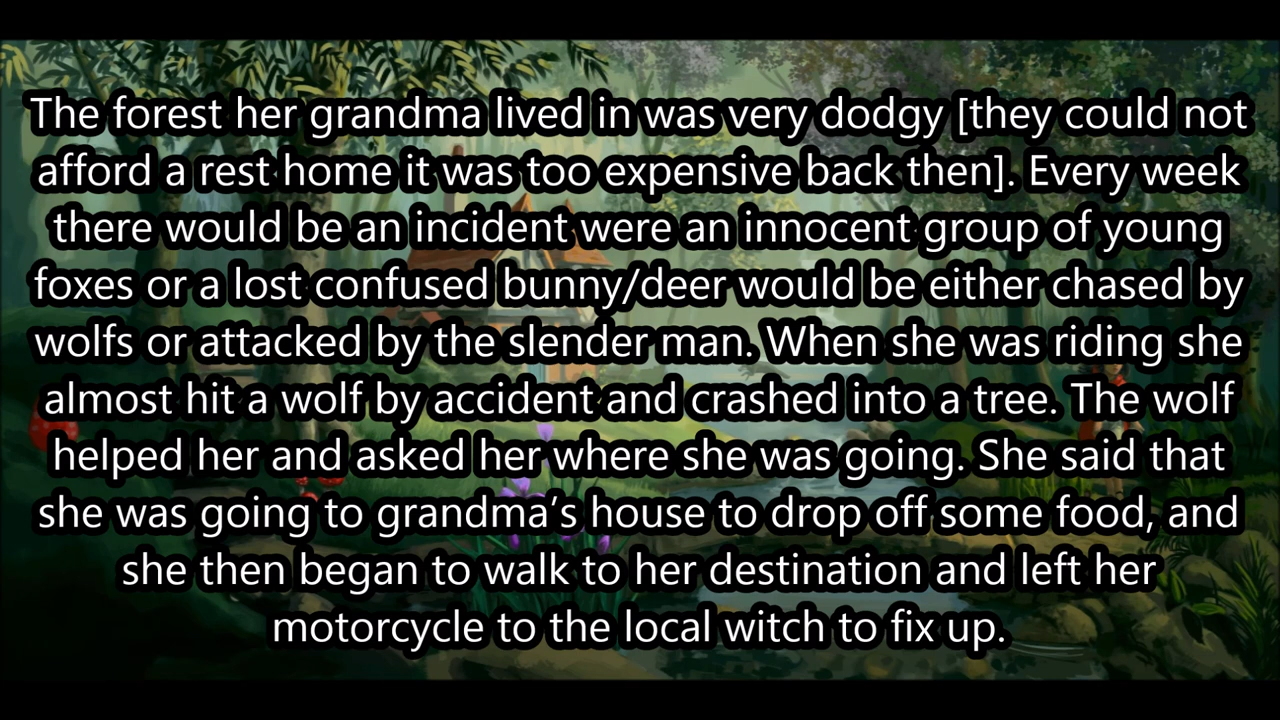 The forest her grandma lived in was very dodgy [they could not
afford a rest home it was too expensive back then]. Every week
there would be an incident were an innocent group of young
foxes or a lost confused bunny/deer would be either chased by
wolfs or attacked by the slender man. When she was riding she
almost hit a wolf by accident and crashed into a tree. The wolf
helped her and asked her where she was going. She said that
she was going to grandma’s house to drop off some food, and
she then began to walk to her destination and left her
motorcycle to the local witch to fix up.